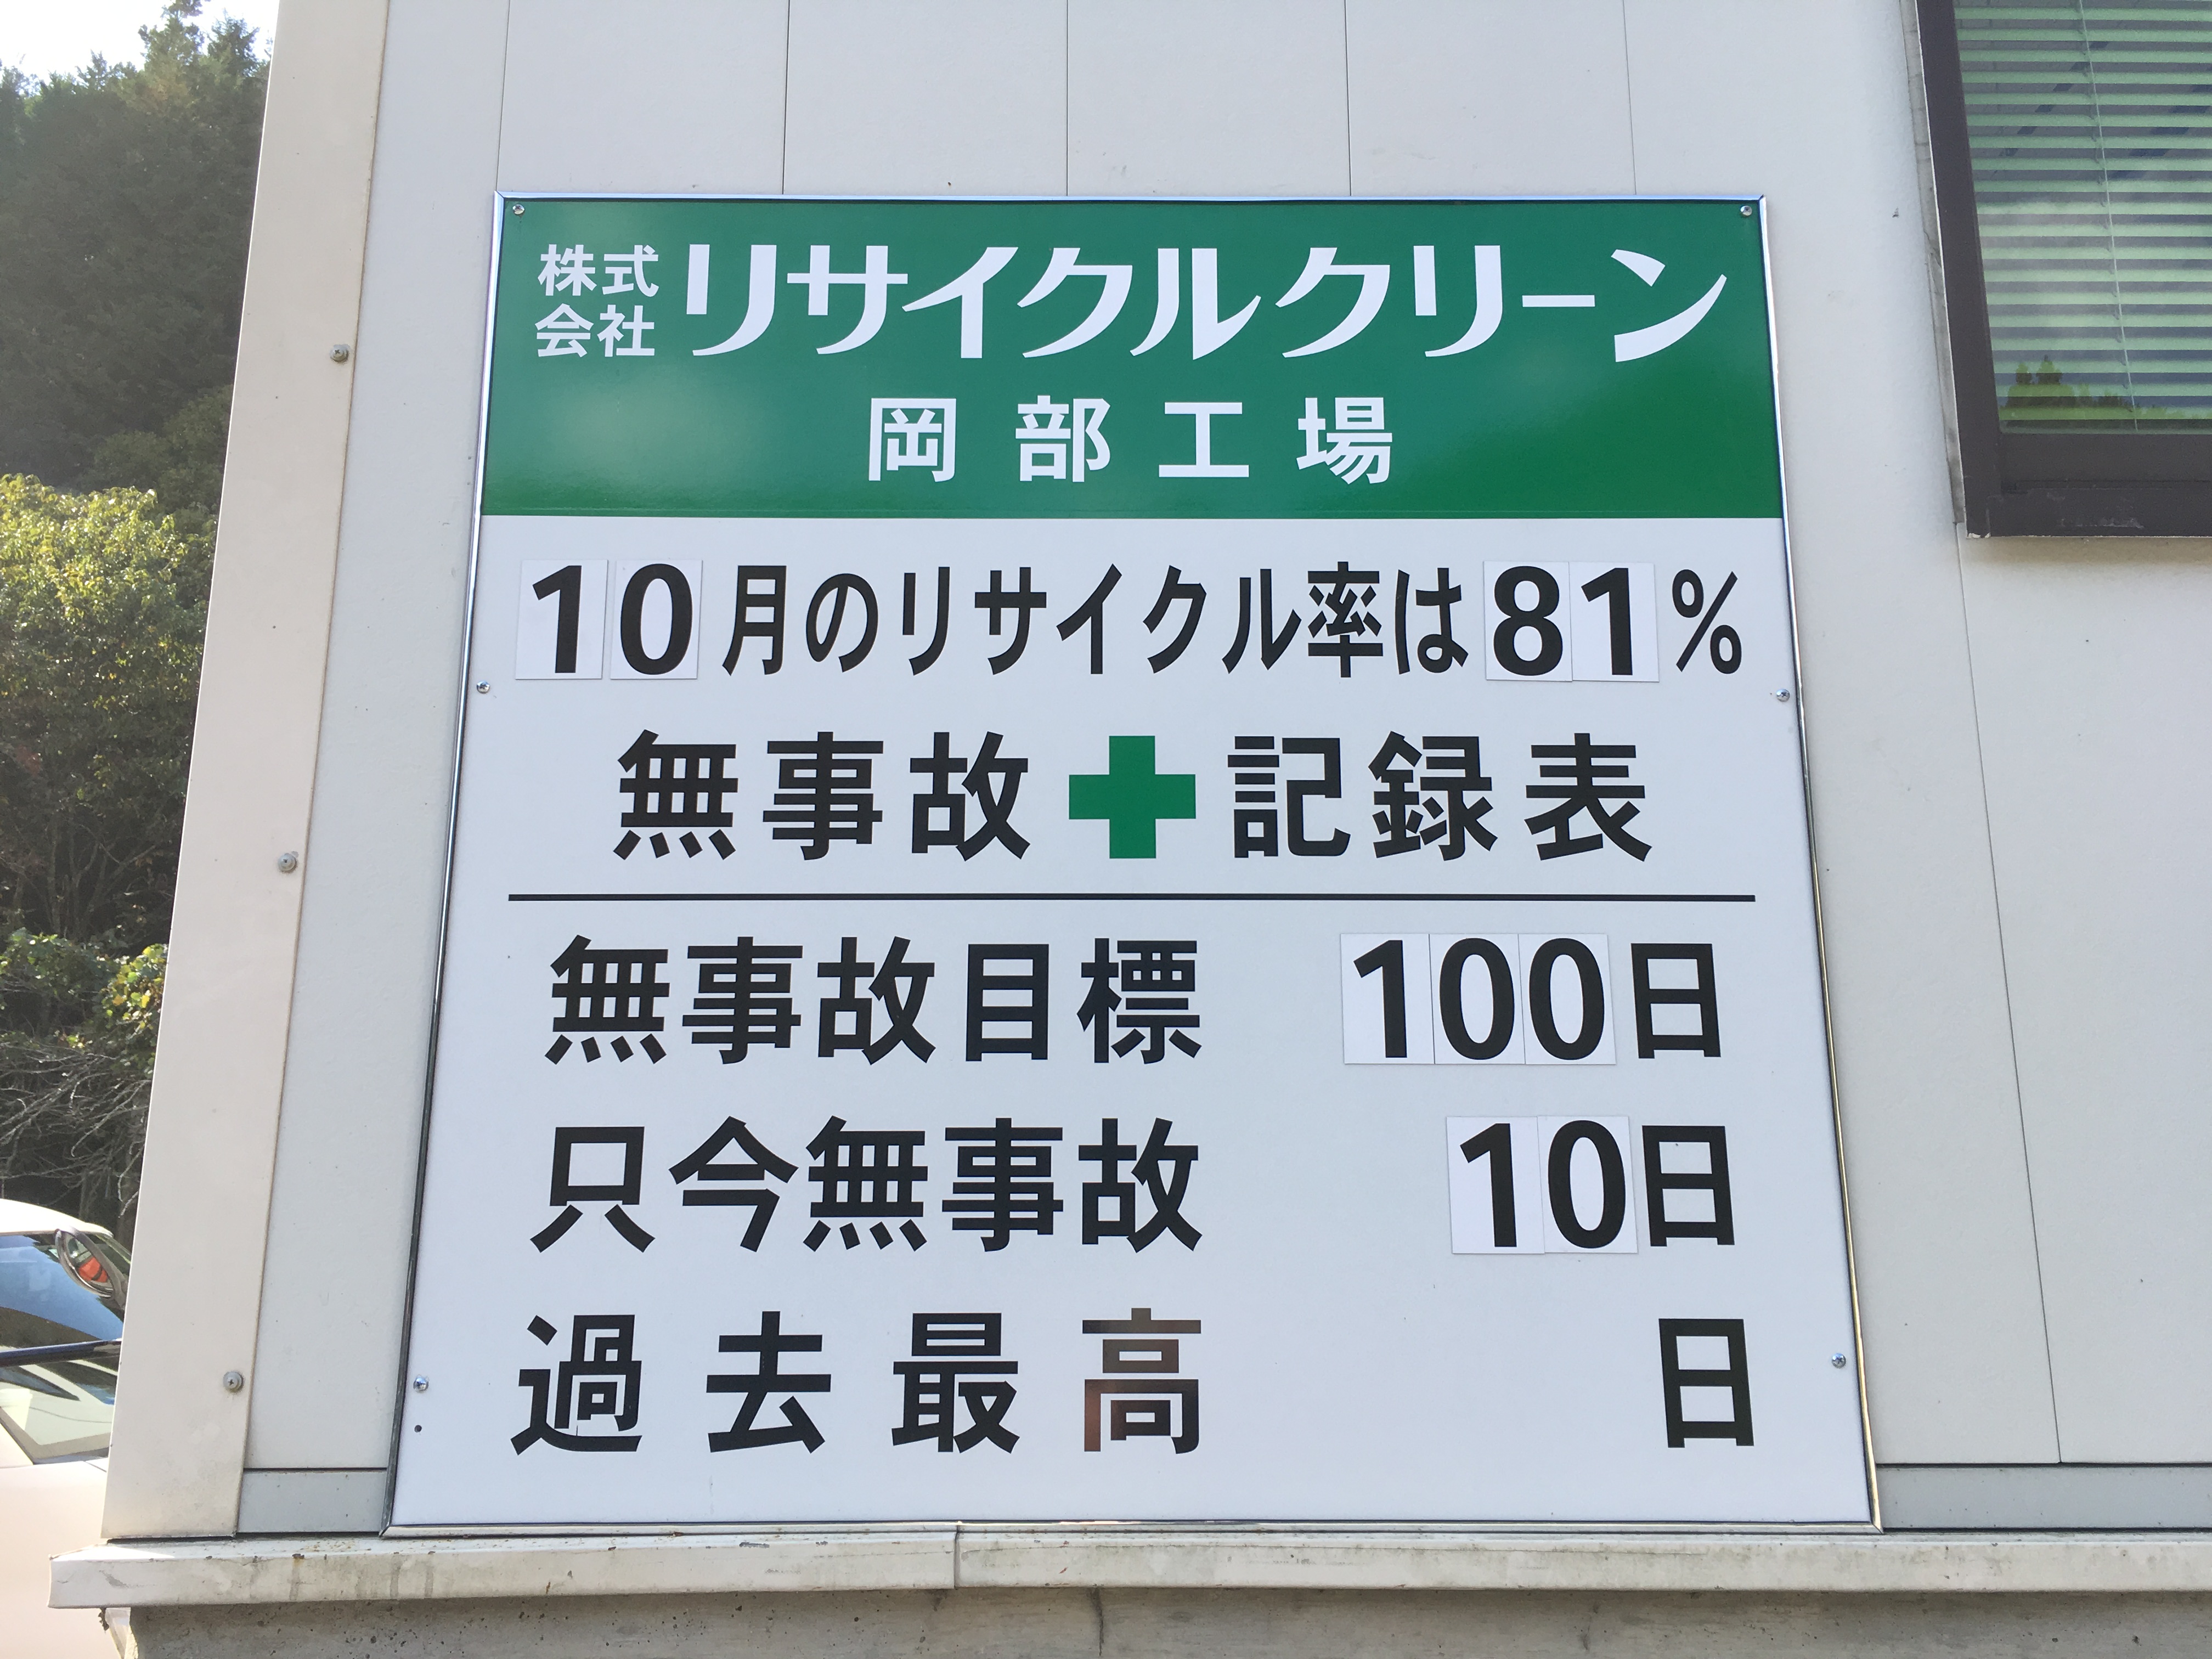 株式会社リサイクルクリーン
岡部工場
10月のリサイクル率は81%
無事故✚記録表
無事故目標 100日
只今無事故 10日
過去最高 日